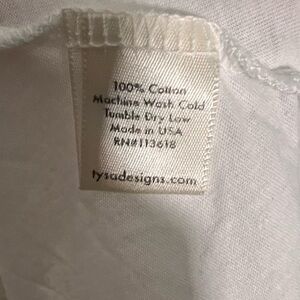 100% Cotton
Machine Wash Cold
Tumble Dry Low
Made in USA
RN#113618
tysadesigns.com